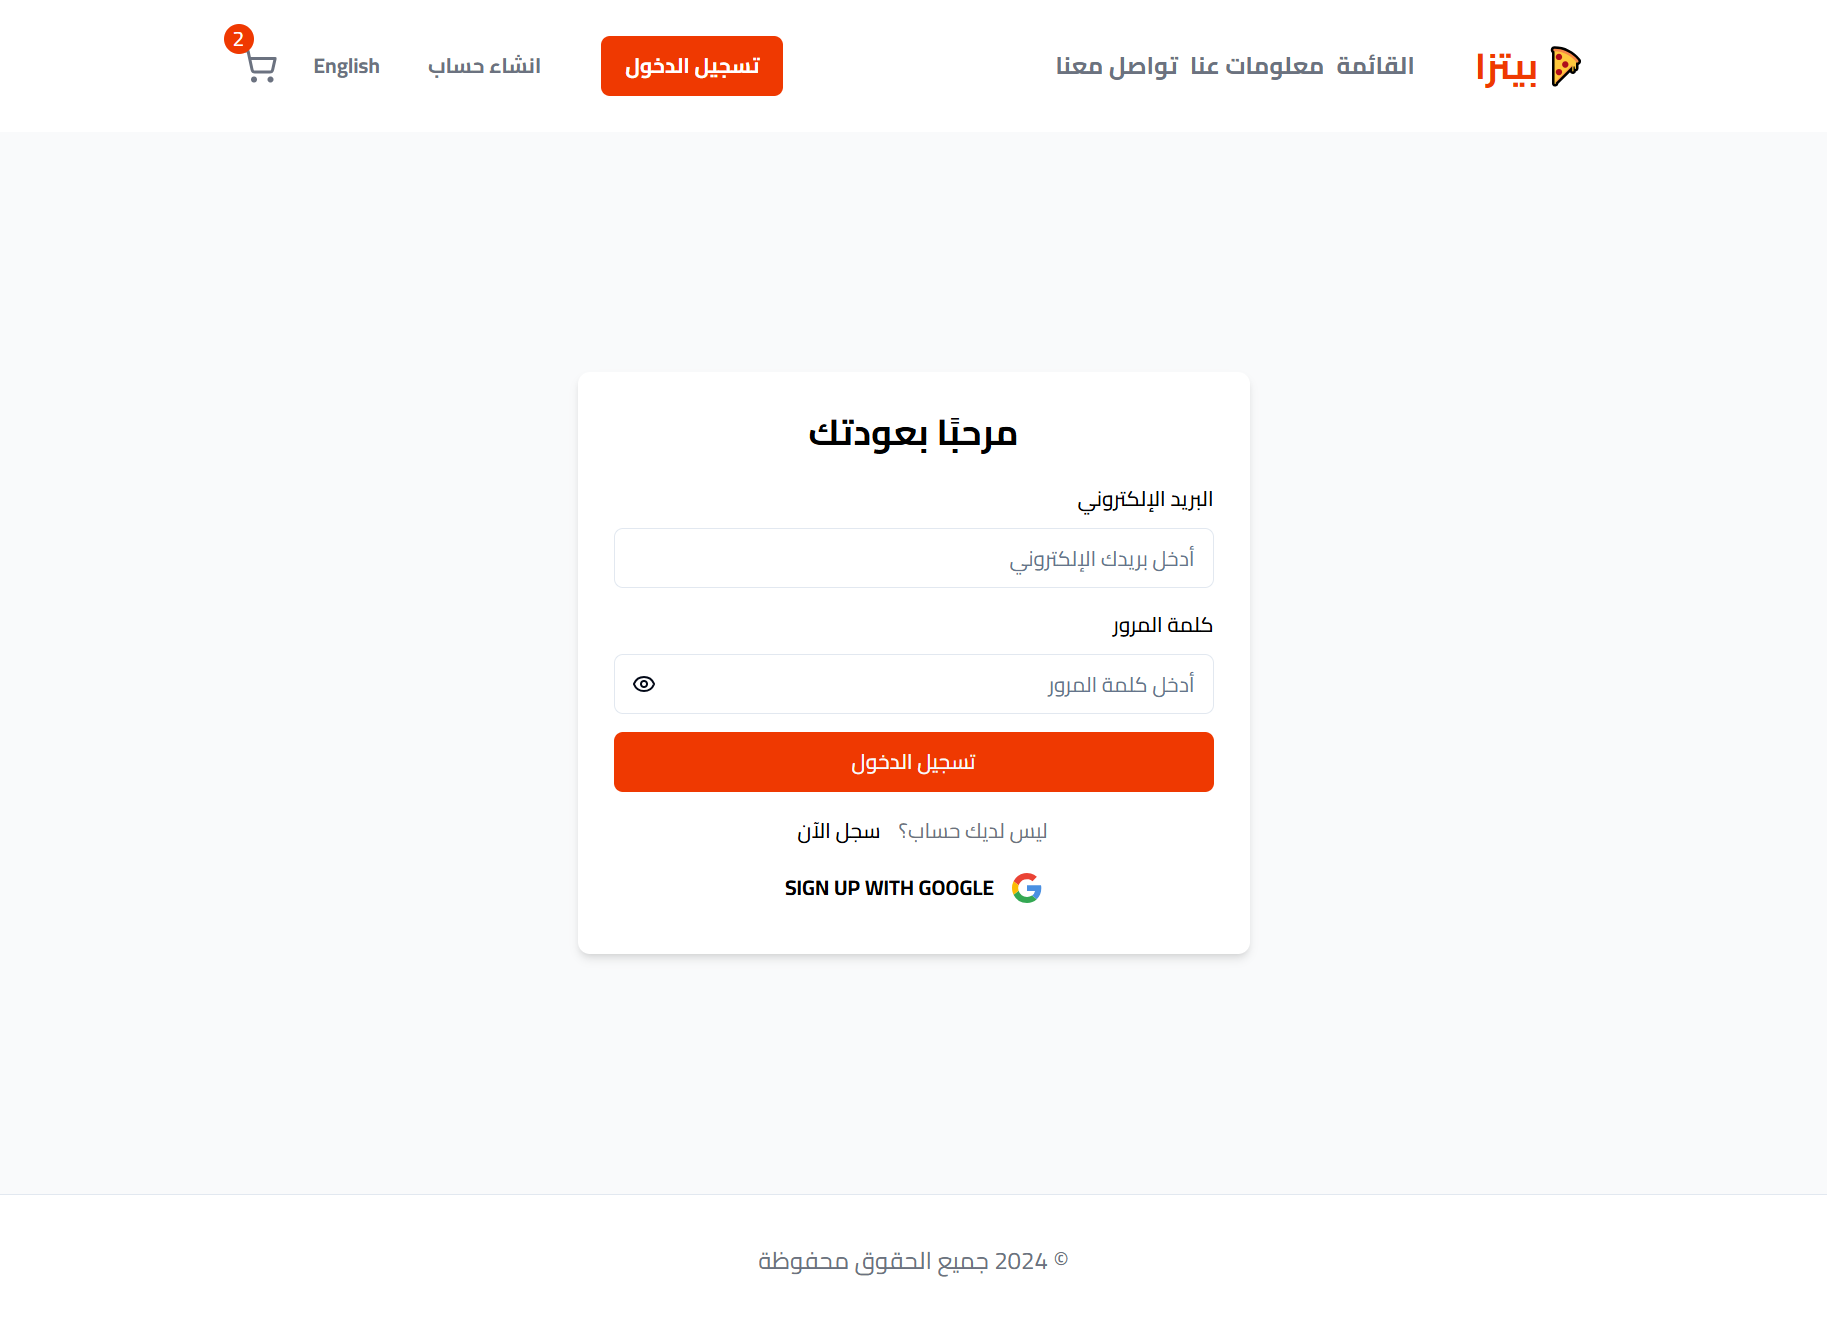 بيتزا
القائمة معلومات عنا تواصل معنا
تسجيل الدخول
انشاء حساب
English
2
مرحبًا بعودتك
البريد الإلكتروني
أدخل بريدك الإلكتروني
كلمة المرور
أدخل كلمة المرور
تسجيل الدخول
ليس لديك حساب؟ سجل الآن
SIGN UP WITH GOOGLE
© 2024 جميع الحقوق محفوظة